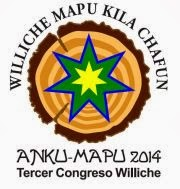 WILLICHE MAPU KILA CHAFUN
ANKU-MAPU 2014
Tercer Congreso Williche